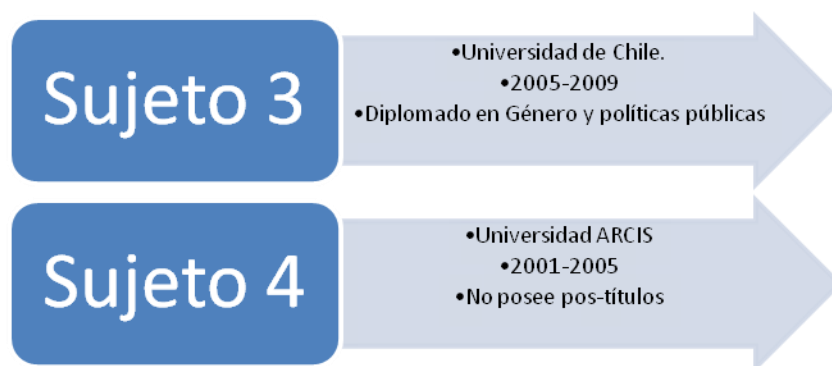 Sujeto 3
•Universidad de Chile.
•2005-2009
•Diplomado en Género y políticas públicas
Sujeto 4
•Universidad ARCIS
•2001-2005
•No posee pos-títulos